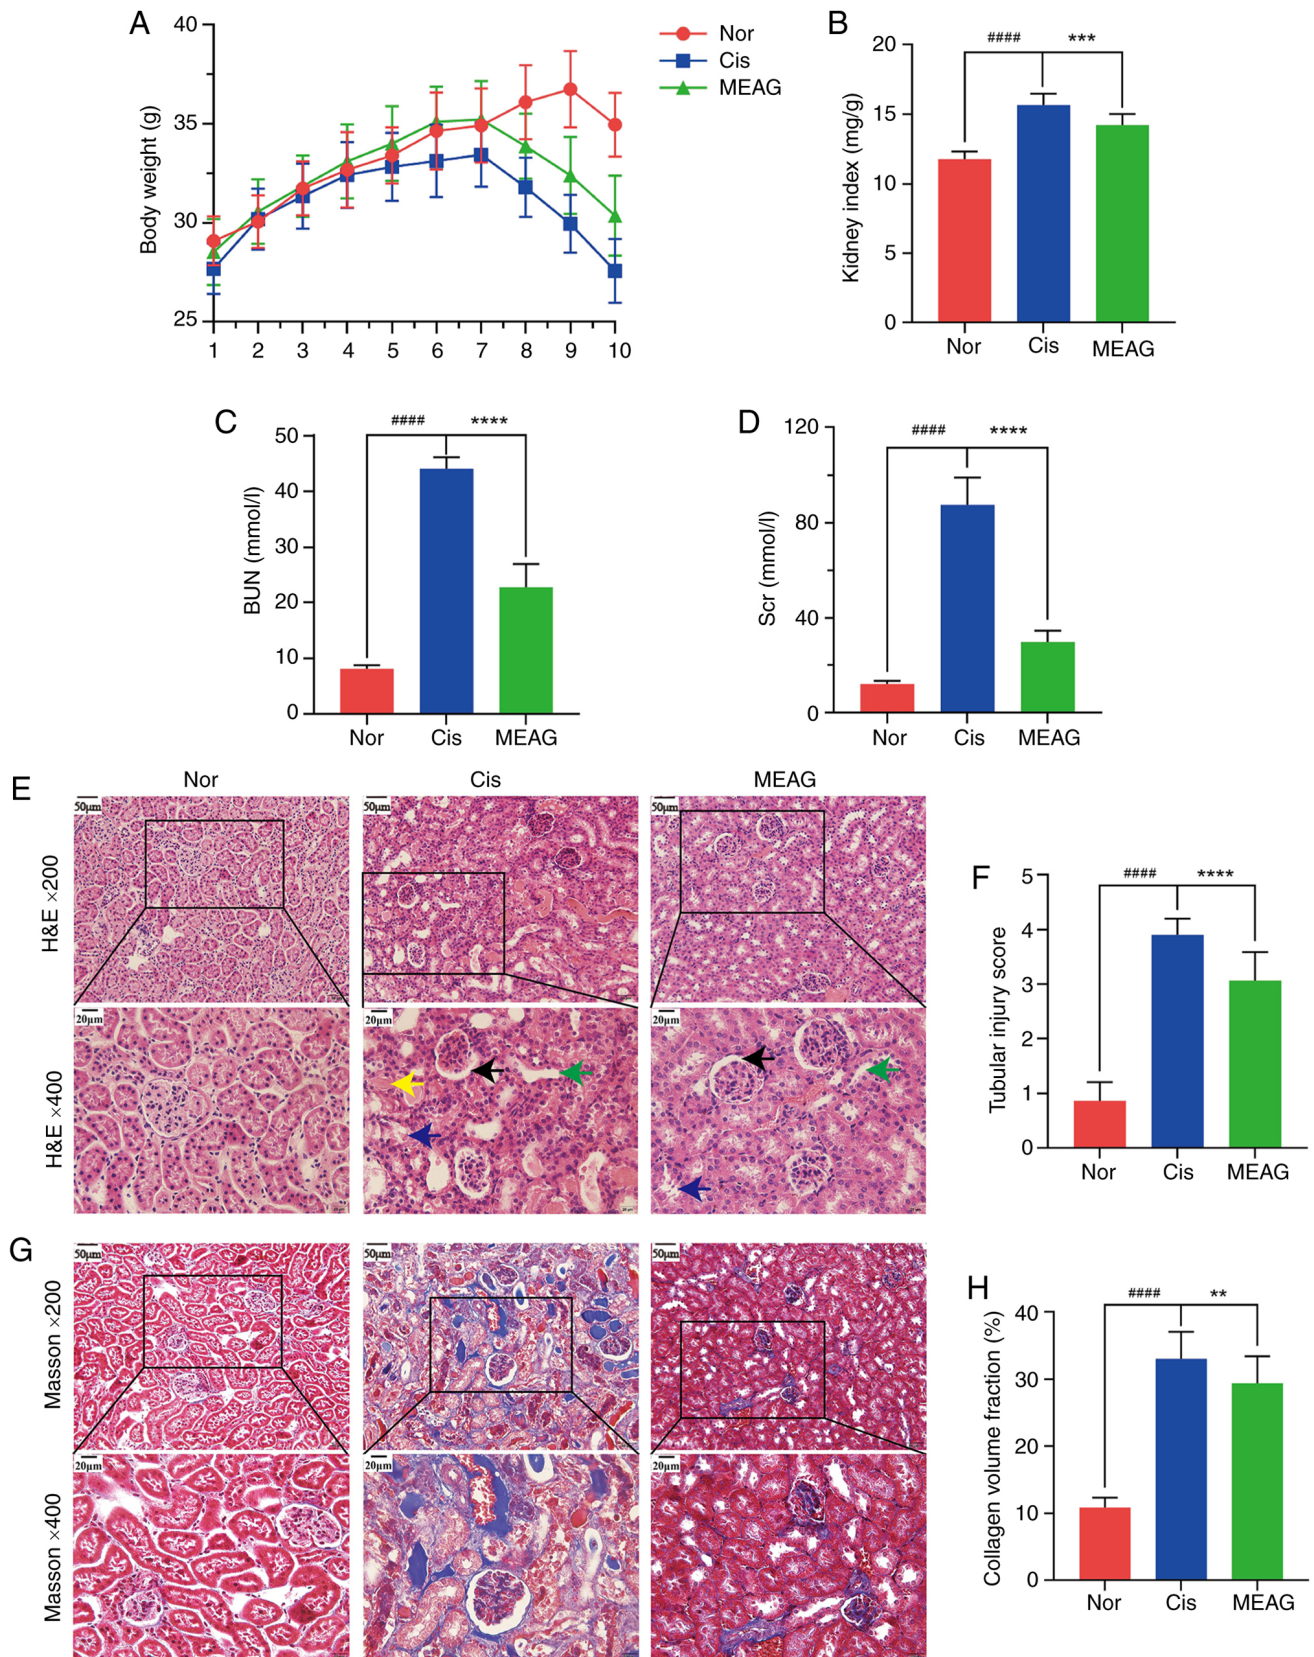 A
Body weight (g)
40
35
30
25
1 2 3 4 5 6 7 8 9 10
Nor
Cis
MEAG
B
Kidney index (mg/g)
20
15
10
5
0
#### ***
Nor Cis MEAG
C
BUN (mmol/l)
50
40
30
20
10
0
#### ****
Nor Cis MEAG
D
Scr (mmol/l)
120
80
40
0
#### ****
Nor Cis MEAG
E
Nor Cis MEAG
H&E ×200
50μm 50μm 50μm
H&E ×400
20μm 20μm 20μm
F
Tubular injury score
5
4
3
2
1
0
#### ****
Nor Cis MEAG
G
Masson ×200
50μm 50μm 50μm
Masson ×400
20μm 20μm 20μm
H
Collagen volume fraction (%)
40
30
20
10
0
#### **
Nor Cis MEAG